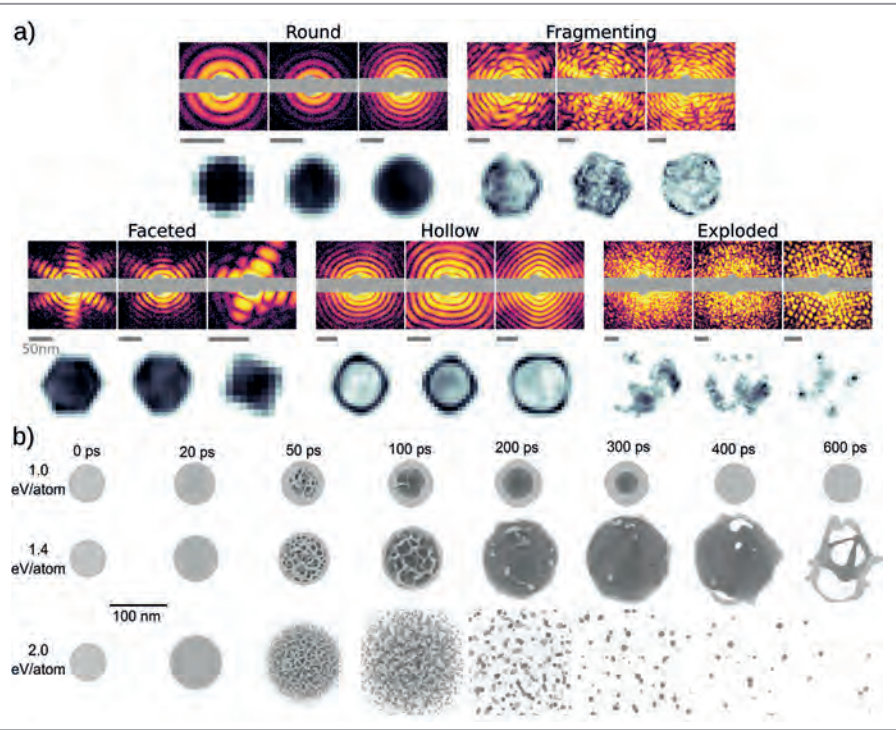 a)
Round Fragmenting
Faceted Hollow Exploded
50nm
b)
0 ps 20 ps 50 ps 100 ps 200 ps 300 ps 400 ps 600 ps
1.0
eV/atom
1.4
eV/atom
100 nm
2.0
eV/atom